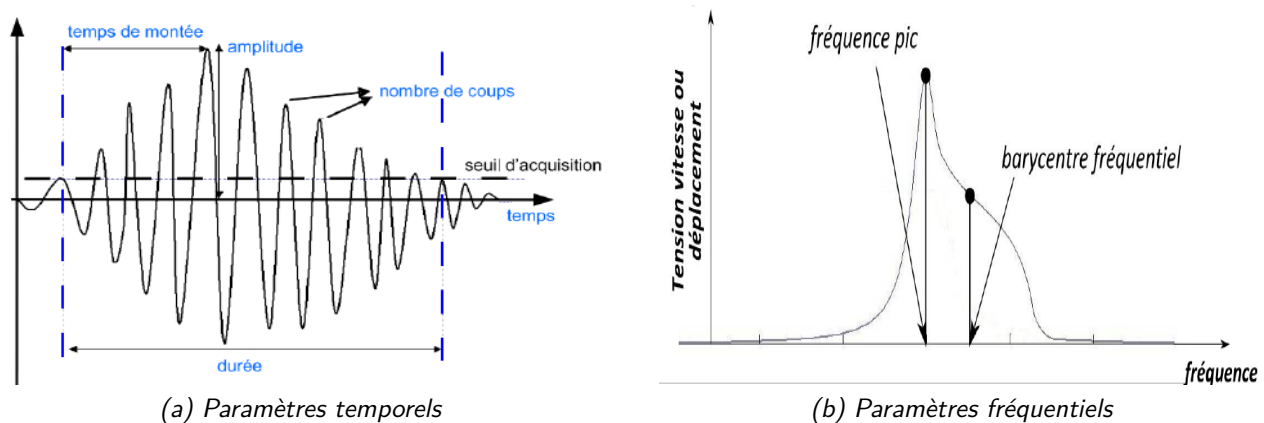 temps de montée
amplitude
nombre de coups
seuil d'acquisition
temps
durée
(a) Paramètres temporels
Tension vitesse ou
déplacement
fréquence pic
barycentre fréquentiel
fréquence
(b) Paramètres fréquentiels